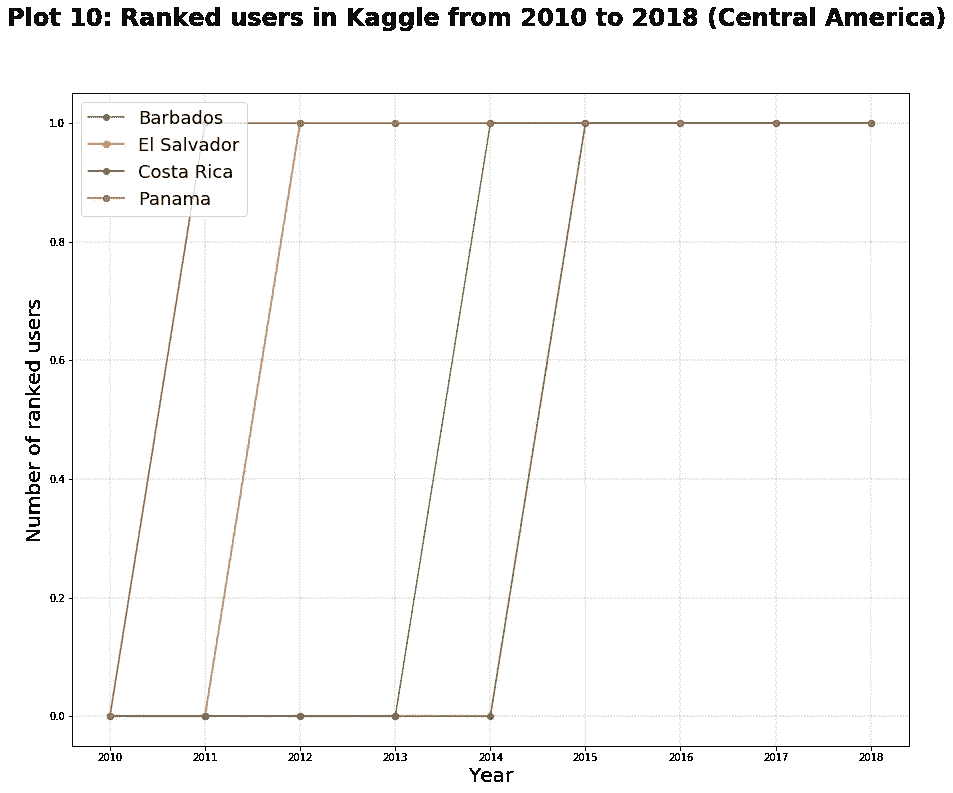 Plot 10: Ranked users in Kaggle from 2010 to 2018 (Central America)
Barbados
El Salvador
Costa Rica
Panama
1.0
0.8
0.6
0.4
0.2
0.0
Number of ranked users
2010 2011 2012 2013 2014 2015 2016 2017 2018
Year